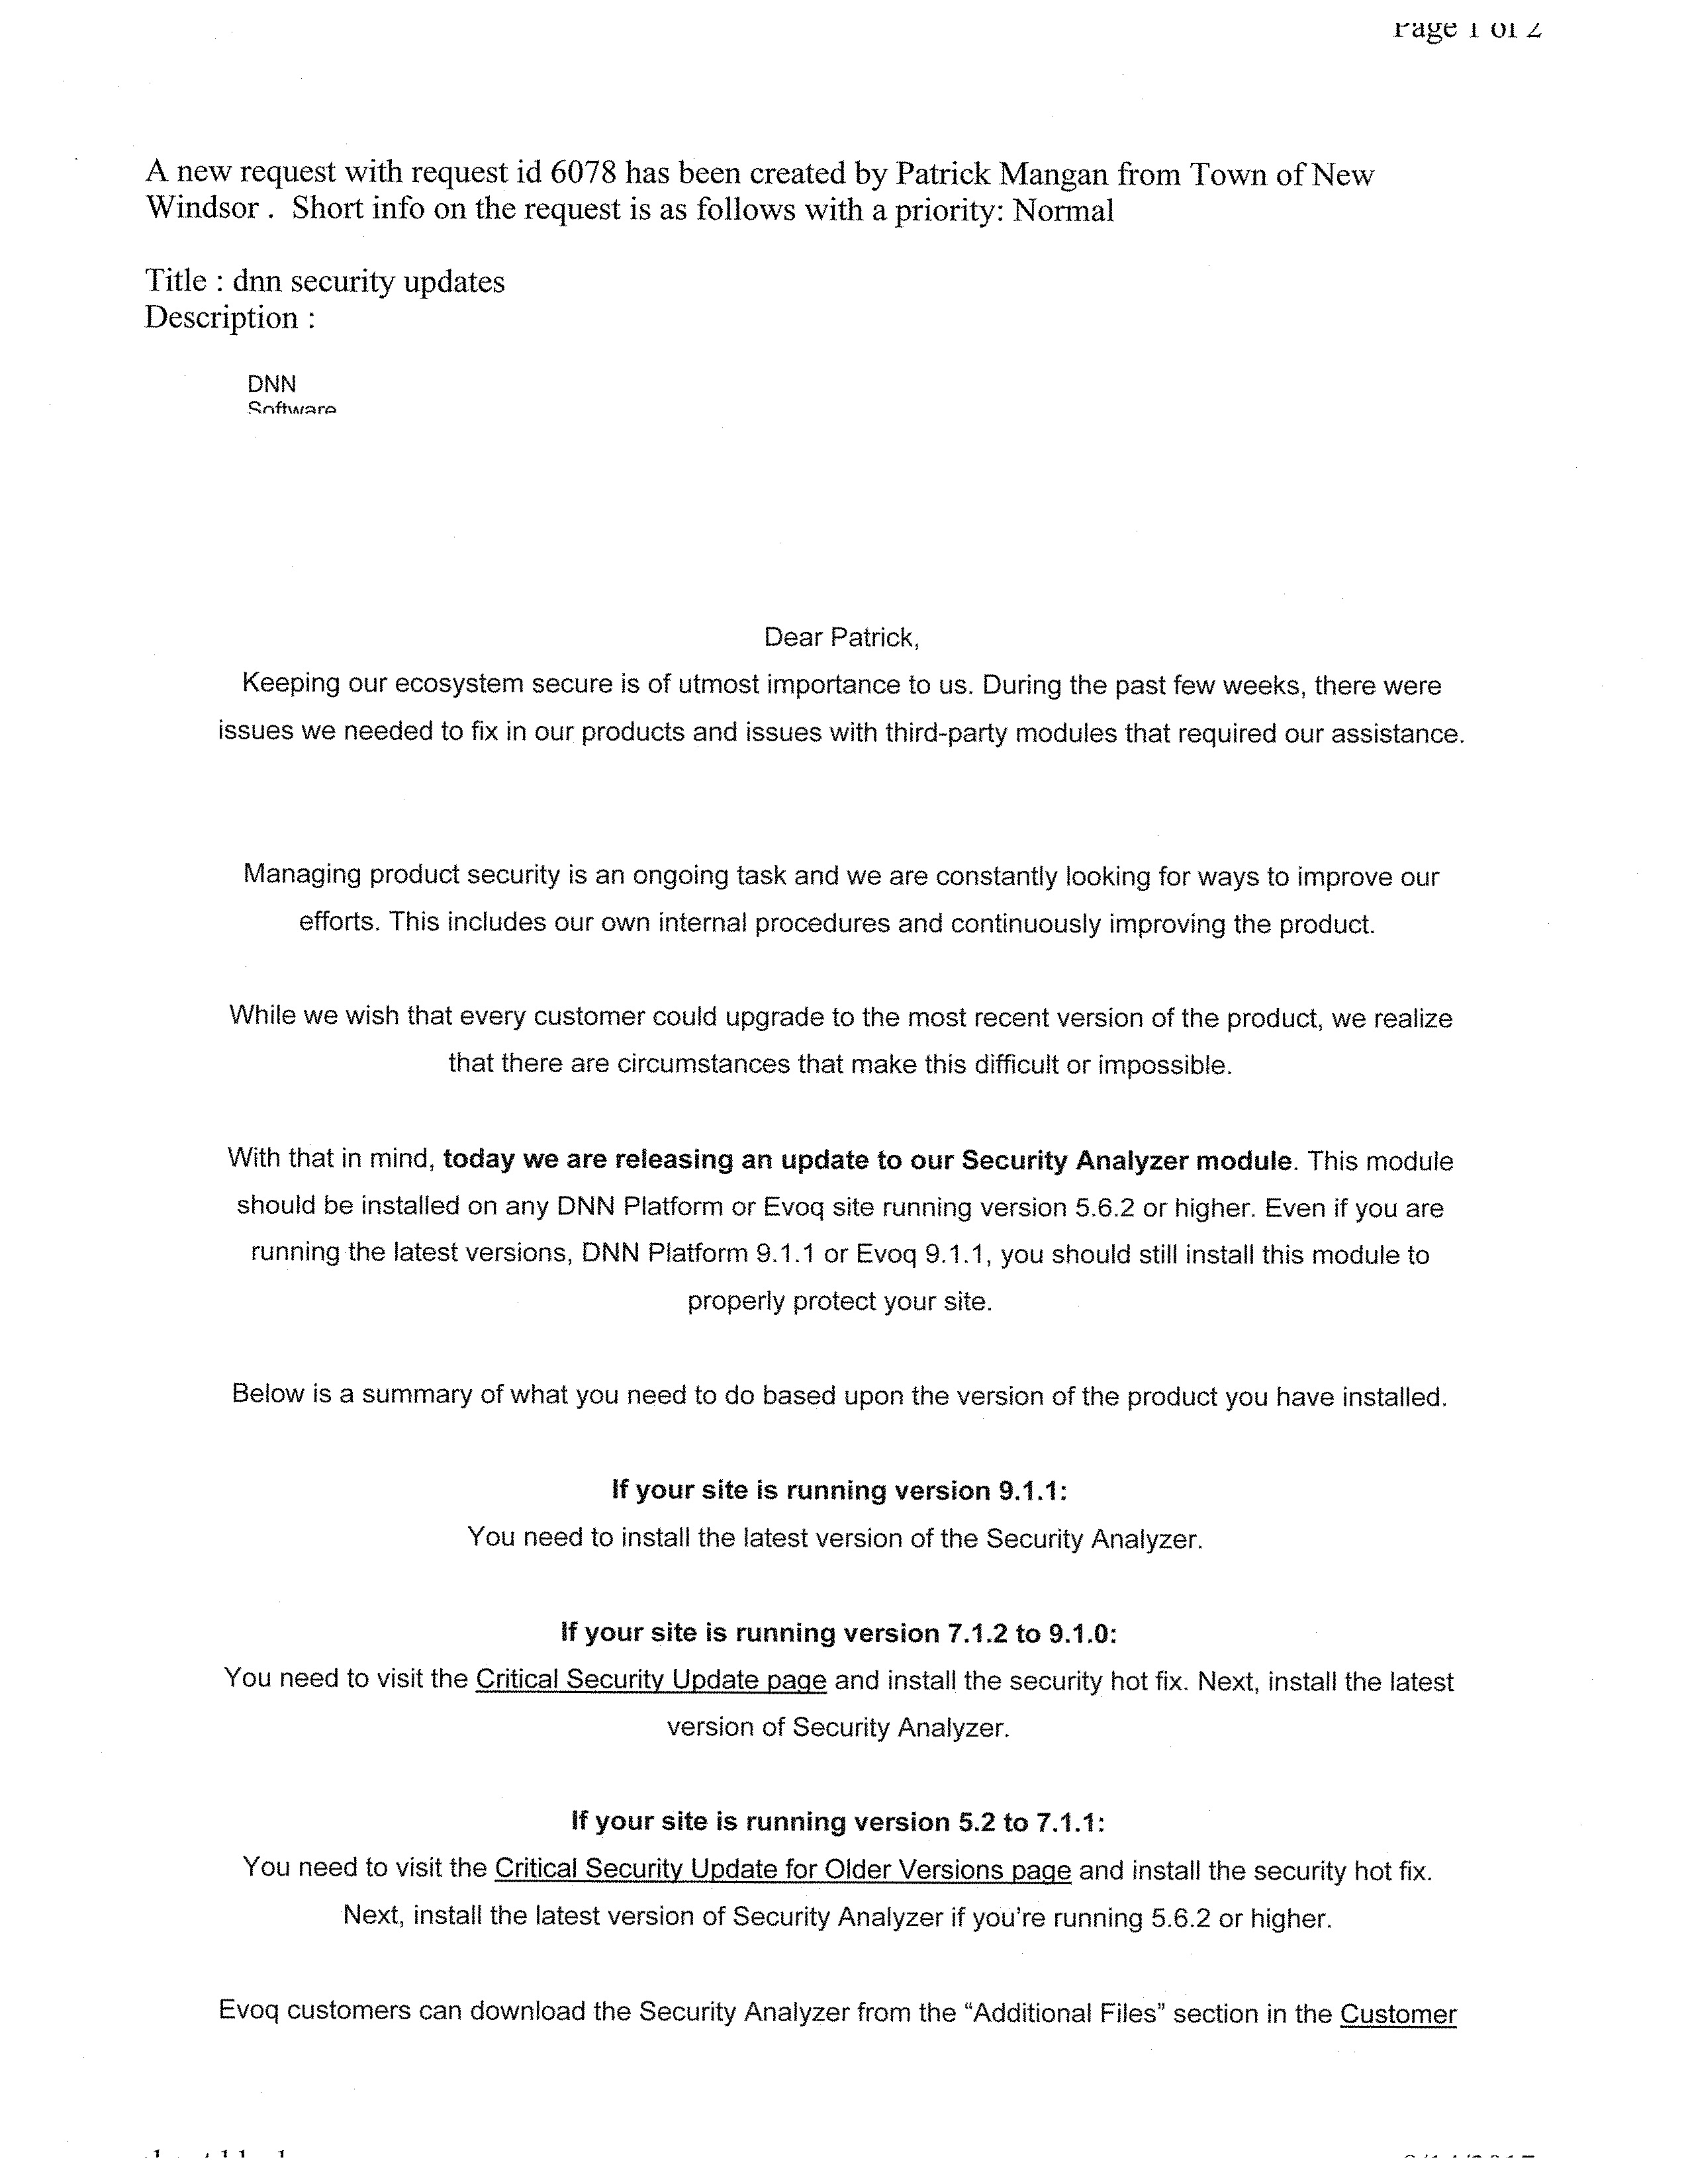 Page 1 of 2
A new request with request id 6078 has been created by Patrick Mangan from Town of New
Windsor . Short info on the request is as follows with a priority: Normal
Title : dnn security updates
Description :
DNN
Software
Dear Patrick,
Keeping our ecosystem secure is of utmost importance to us. During the past few weeks, there were
issues we needed to fix in our products and issues with third-party modules that required our assistance.
Managing product security is an ongoing task and we are constantly looking for ways to improve our
efforts. This includes our own internal procedures and continuously improving the product.
While we wish that every customer could upgrade to the most recent version of the product, we realize
that there are circumstances that make this difficult or impossible.
With that in mind, today we are releasing an update to our Security Analyzer module. This module
should be installed on any DNN Platform or Evoq site running version 5.6.2 or higher. Even if you are
running the latest versions, DNN Platform 9.1.1 or Evoq 9.1.1, you should still install this module to
properly protect your site.
Below is a summary of what you need to do based upon the version of the product you have installed.
If your site is running version 9.1.1:
You need to install the latest version of the Security Analyzer.
If your site is running version 7.1.2 to 9.1.0:
You need to visit the Critical Security Update page and install the security hot fix. Next, install the latest
version of Security Analyzer.
If your site is running version 5.2 to 7.1.1:
You need to visit the Critical Security Update for Older Versions page and install the security hot fix.
Next, install the latest version of Security Analyzer if you're running 5.6.2 or higher.
Evoq customers can download the Security Analyzer from the “Additional Files” section in the Customer